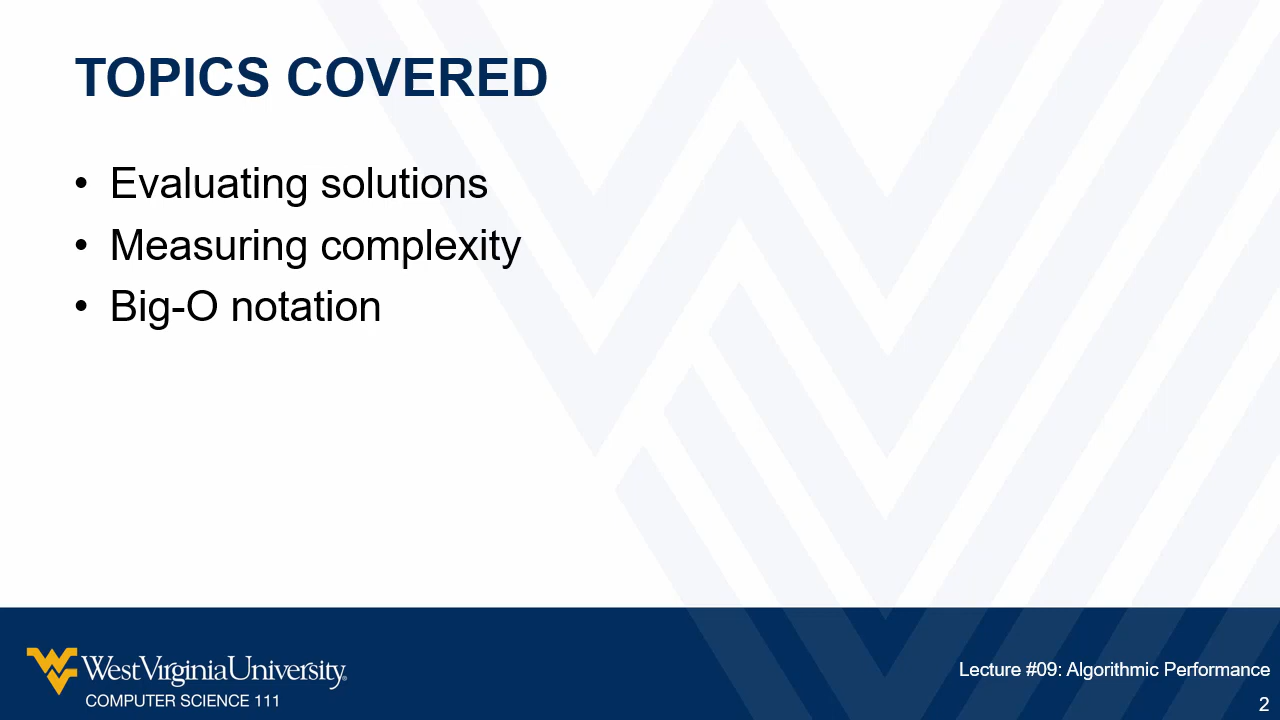 TOPICS COVERED
• Evaluating solutions
• Measuring complexity
• Big-O notation
WestVirginiaUniversity®
COMPUTER SCIENCE 111
Lecture #09: Algorithmic Performance
2